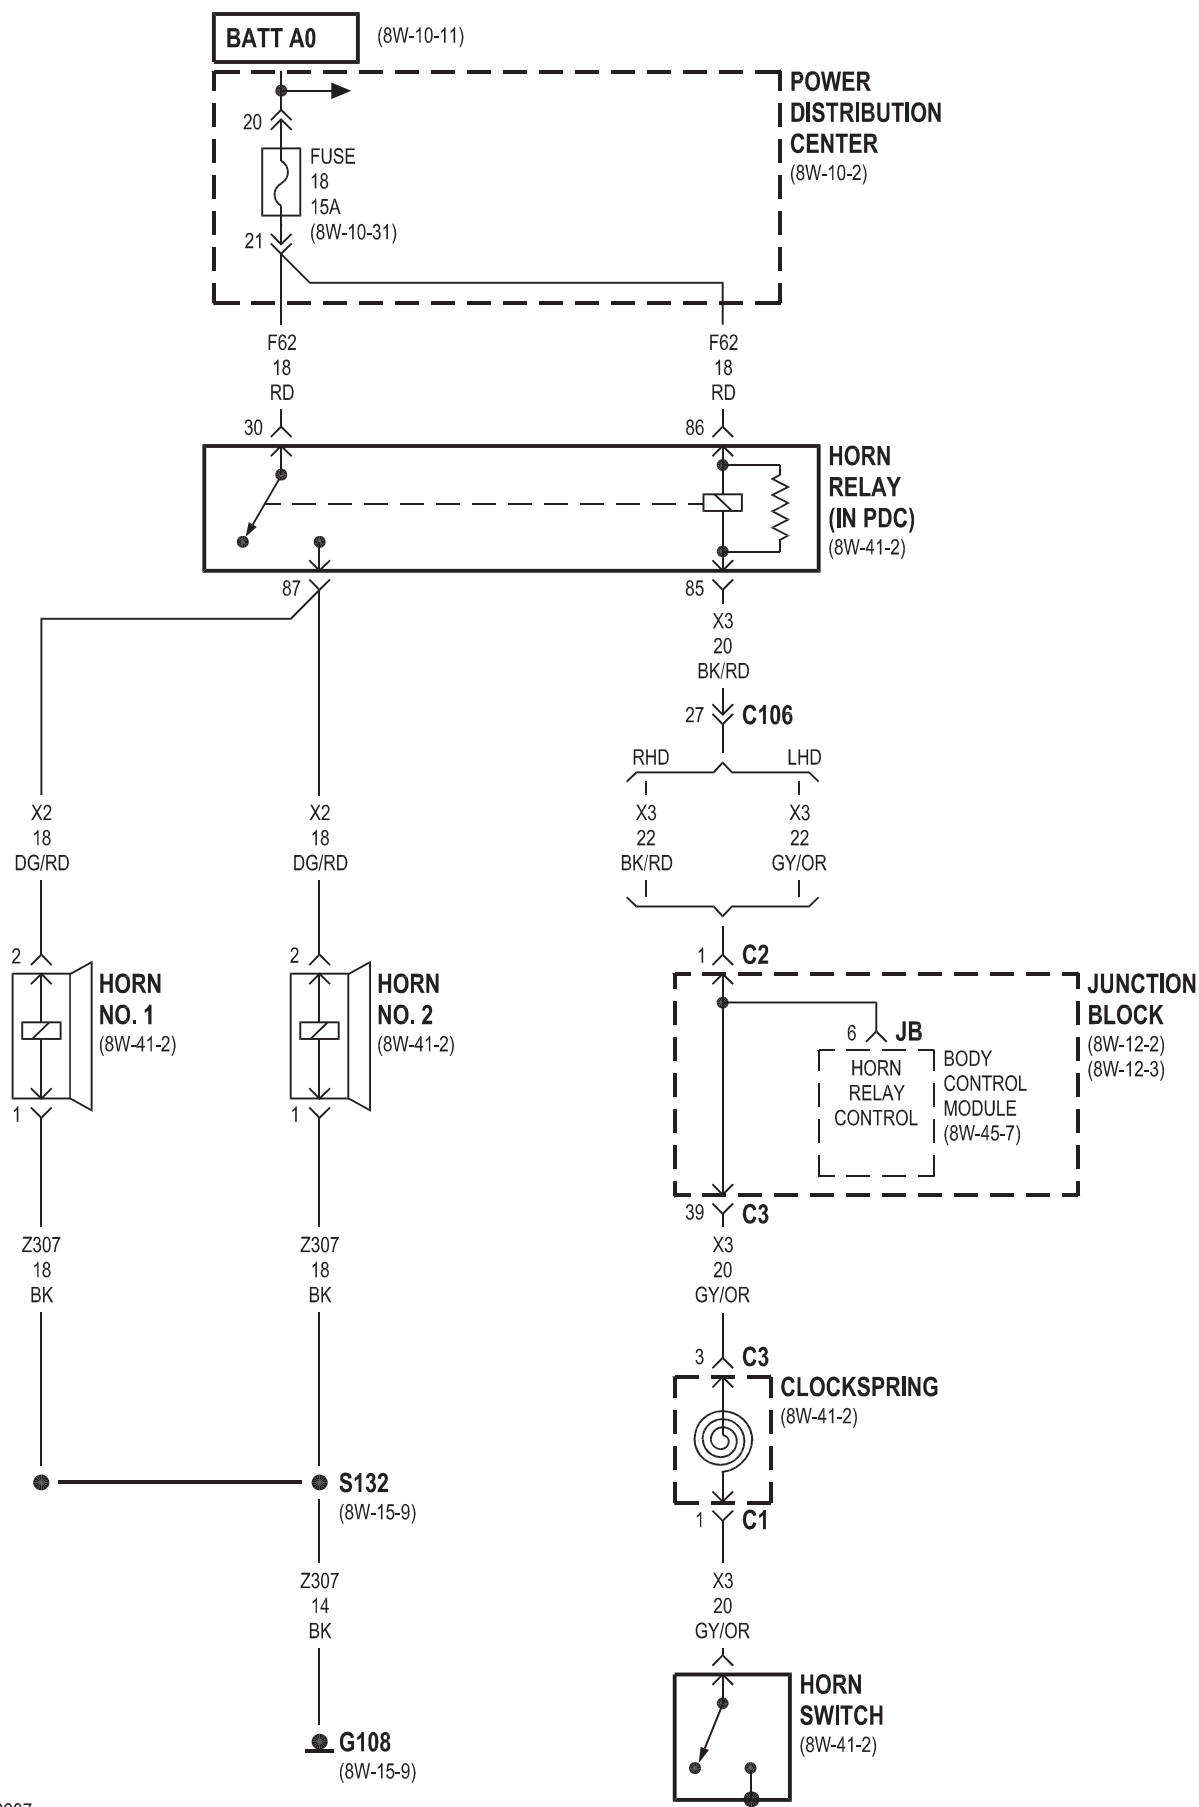 BATT A0
(8W-10-11)
POWER
DISTRIBUTION
CENTER
(8W-10-2)
20
FUSE
18
15A
(8W-10-31)
21
F62
18
RD
F62
18
RD
30
86
HORN
RELAY
(IN PDC)
(8W-41-2)
87
85
X3
20
BK/RD
27
C106
RHD
LHD
X2
18
DG/RD
X2
18
DG/RD
X3
22
BK/RD
X3
22
GY/OR
2
HORN
NO. 1
(8W-41-2)
1
2
HORN
NO. 2
(8W-41-2)
1
1
C2
JUNCTION
BLOCK
(8W-12-2)
(8W-12-3)
6
JB
HORN
RELAY
CONTROL
BODY
CONTROL
MODULE
(8W-45-7)
39
C3
Z307
18
BK
Z307
18
BK
X3
20
GY/OR
3
C3
CLOCKSPRING
(8W-41-2)
1
C1
S132
(8W-15-9)
Z307
14
BK
X3
20
GY/OR
G108
(8W-15-9)
HORN
SWITCH
(8W-41-2)